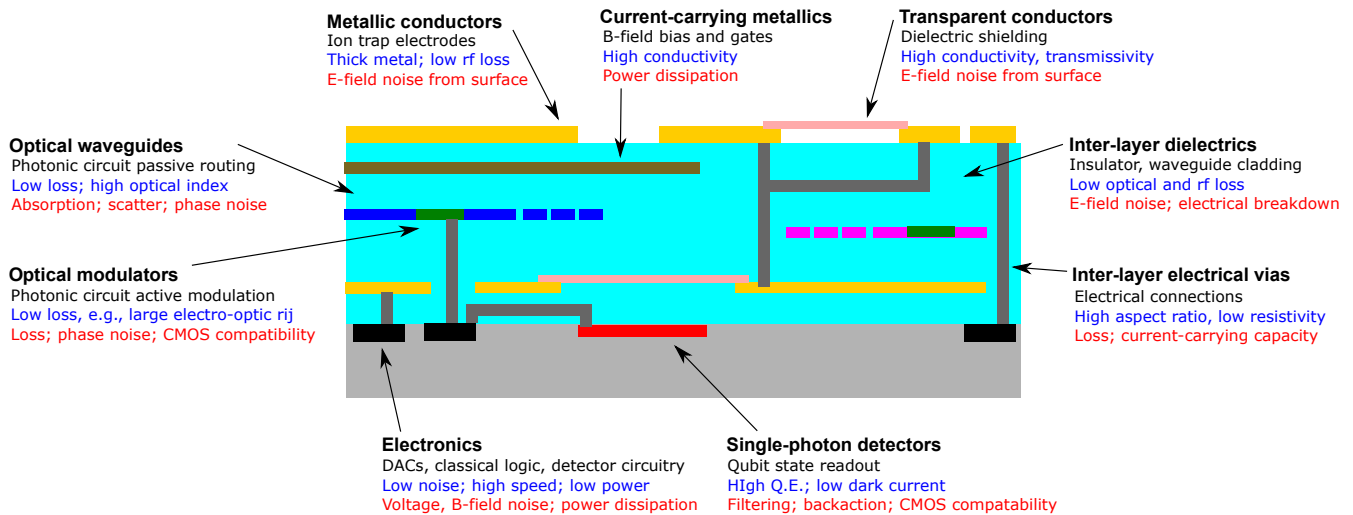 Metallic conductors
Ion trap electrodes
Thick metal; low rf loss
E-field noise from surface
Current-carrying metallics
B-field bias and gates
High conductivity
Power dissipation
Transparent conductors
Dielectric shielding
High conductivity, transmissivity
E-field noise from surface
Optical waveguides
Photonic circuit passive routing
Low loss; high optical index
Absorption; scatter; phase noise
Inter-layer dielectrics
Insulator, waveguide cladding
Low optical and rf loss
E-field noise; electrical breakdown
Optical modulators
Photonic circuit active modulation
Low loss, e.g., large electro-optic rij
Loss; phase noise; CMOS compatibility
Inter-layer electrical vias
Electrical connections
High aspect ratio, low resistivity
Loss; current-carrying capacity
Electronics
DACs, classical logic, detector circuitry
Low noise; high speed; low power
Voltage, B-field noise; power dissipation
Single-photon detectors
Qubit state readout
HIgh Q.E.; low dark current
Filtering; backaction; CMOS compatability